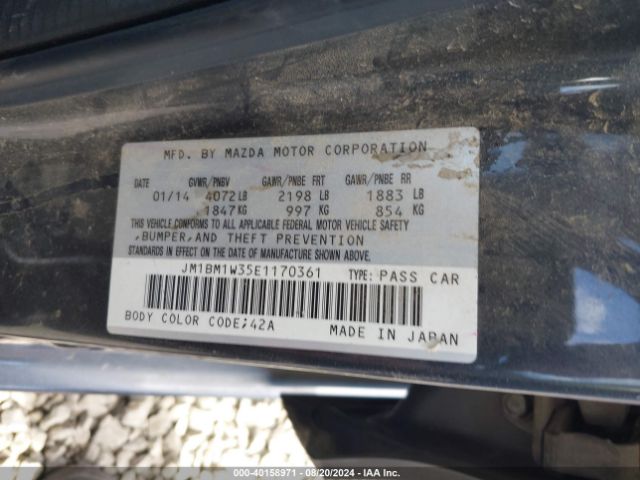 MFD. BY MAZDA MOTOR CORPORATION
DATE GVWR/PNBV GAWR/PNBE FRT GAWR/PNBE RR
01/14 4072 LB 2198 LB 1883 LB
1847 KG 997 KG 854 KG
THIS VEHICLE CONFORMS TO ALL APPLICABLE FEDERAL MOTOR VEHICLE SAFETY
,BUMPER,AND THEFT PREVENTION
STANDARDS IN EFFECT ON THE DATE OF MANUFACTURE SHOWN ABOVE.
JM1BM1W35E1170361 TYPE: PASS CAR
BODY COLOR CODE;42A MADE IN JAPAN
000-40158971 - 08/20/2024 - IAA Inc.